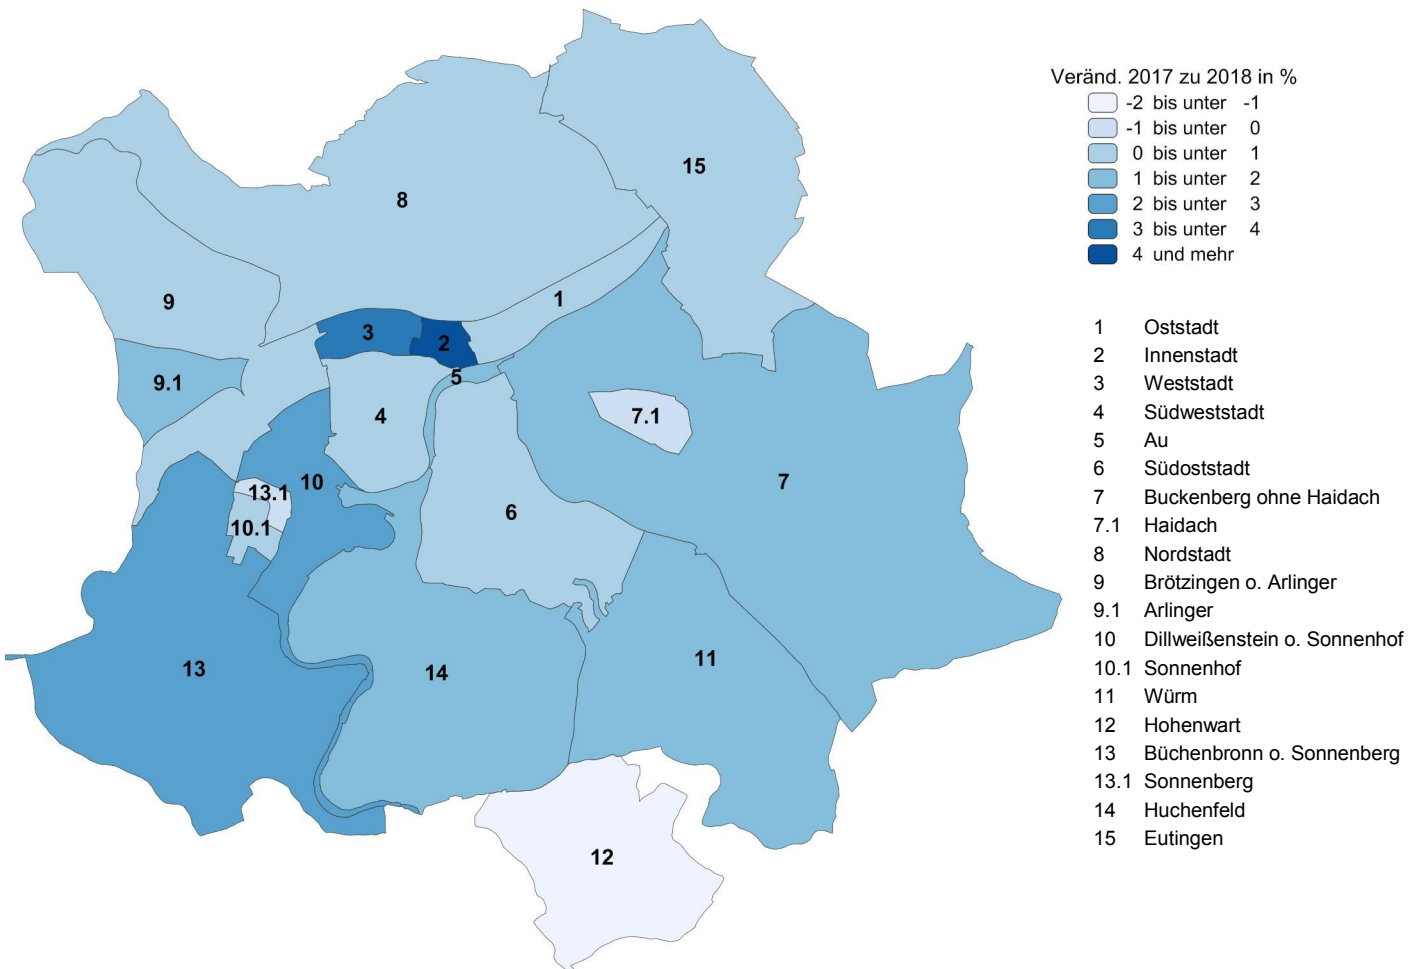 Veränd. 2017 zu 2018 in %
-2 bis unter -1
-1 bis unter 0
0 bis unter 1
1 bis unter 2
2 bis unter 3
3 bis unter 4
4 und mehr
15
8
9
1
3
2
9.1
5
4
7.1
10
13.1
10.1
6
7
13
14
11
12
1 Oststadt
2 Innenstadt
3 Weststadt
4 Südweststadt
5 Au
6 Südoststadt
7 Buckenberg ohne Haidach
7.1 Haidach
8 Nordstadt
9 Brötzingen o. Arlinger
9.1 Arlinger
10 Dillweißenstein o. Sonnenhof
10.1 Sonnenhof
11 Würm
12 Hohenwart
13 Büchenbronn o. Sonnenberg
13.1 Sonnenberg
14 Huchenfeld
15 Eutingen